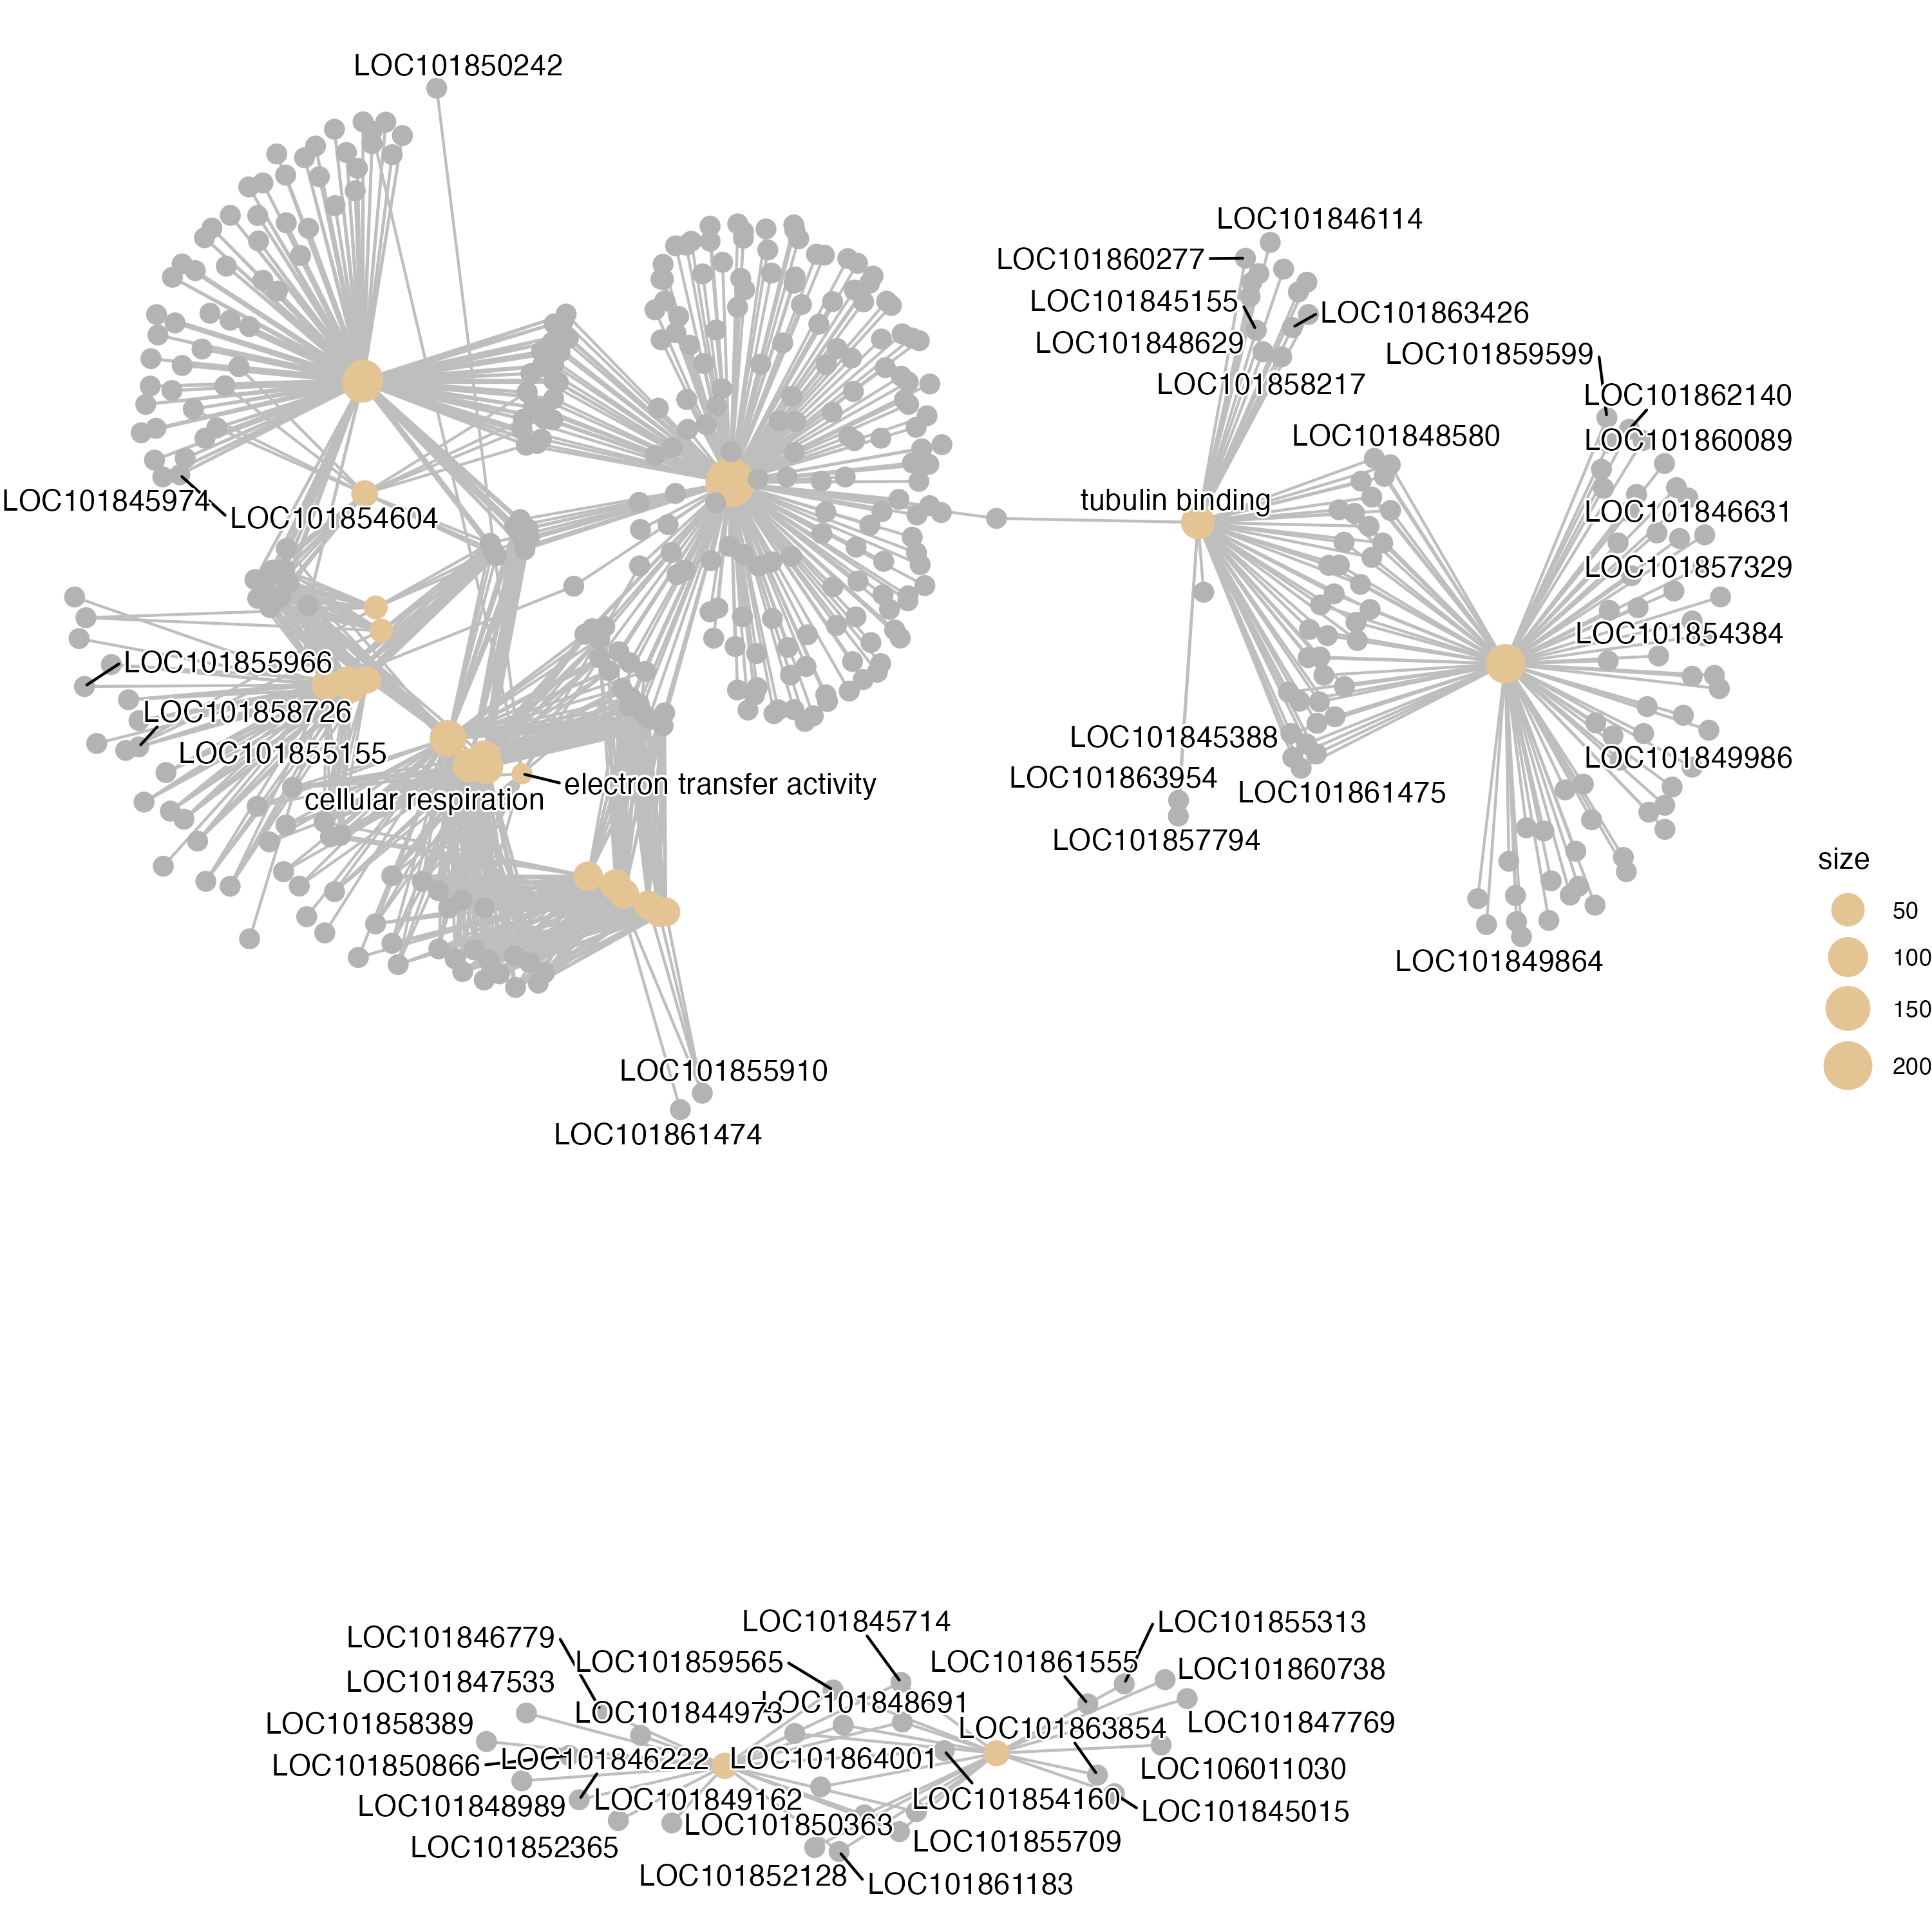 LOC101850242
LOC101846114
LOC101860277
LOC101845155
LOC101863426
LOC101848629
LOC101859599
LOC101858217
LOC101862140
LOC101848580
LOC101860089
LOC101845974
LOC101854604
tubulin binding
LOC101846631
LOC101857329
LOC101854384
LOC101855966
LOC101858726
LOC101855155
LOC101845388
LOC101849986
LOC101863954
electron transfer activity
cellular respiration
LOC101861475
LOC101857794
size
50
100
150
200
LOC101849864
LOC101855910
LOC101861474
LOC101845714
LOC101855313
LOC101846779
LOC101859565
LOC101861555
LOC101860738
LOC101847533
LOC101848691
LOC101844973
LOC101858389
LOC101863854
LOC101847769
LOC101850866
LOC101846222
LOC101864001
LOC106011030
LOC101848989
LOC101849162
LOC101854160
LOC101845015
LOC101850363
LOC101852365
LOC101855709
LOC101852128
LOC101861183